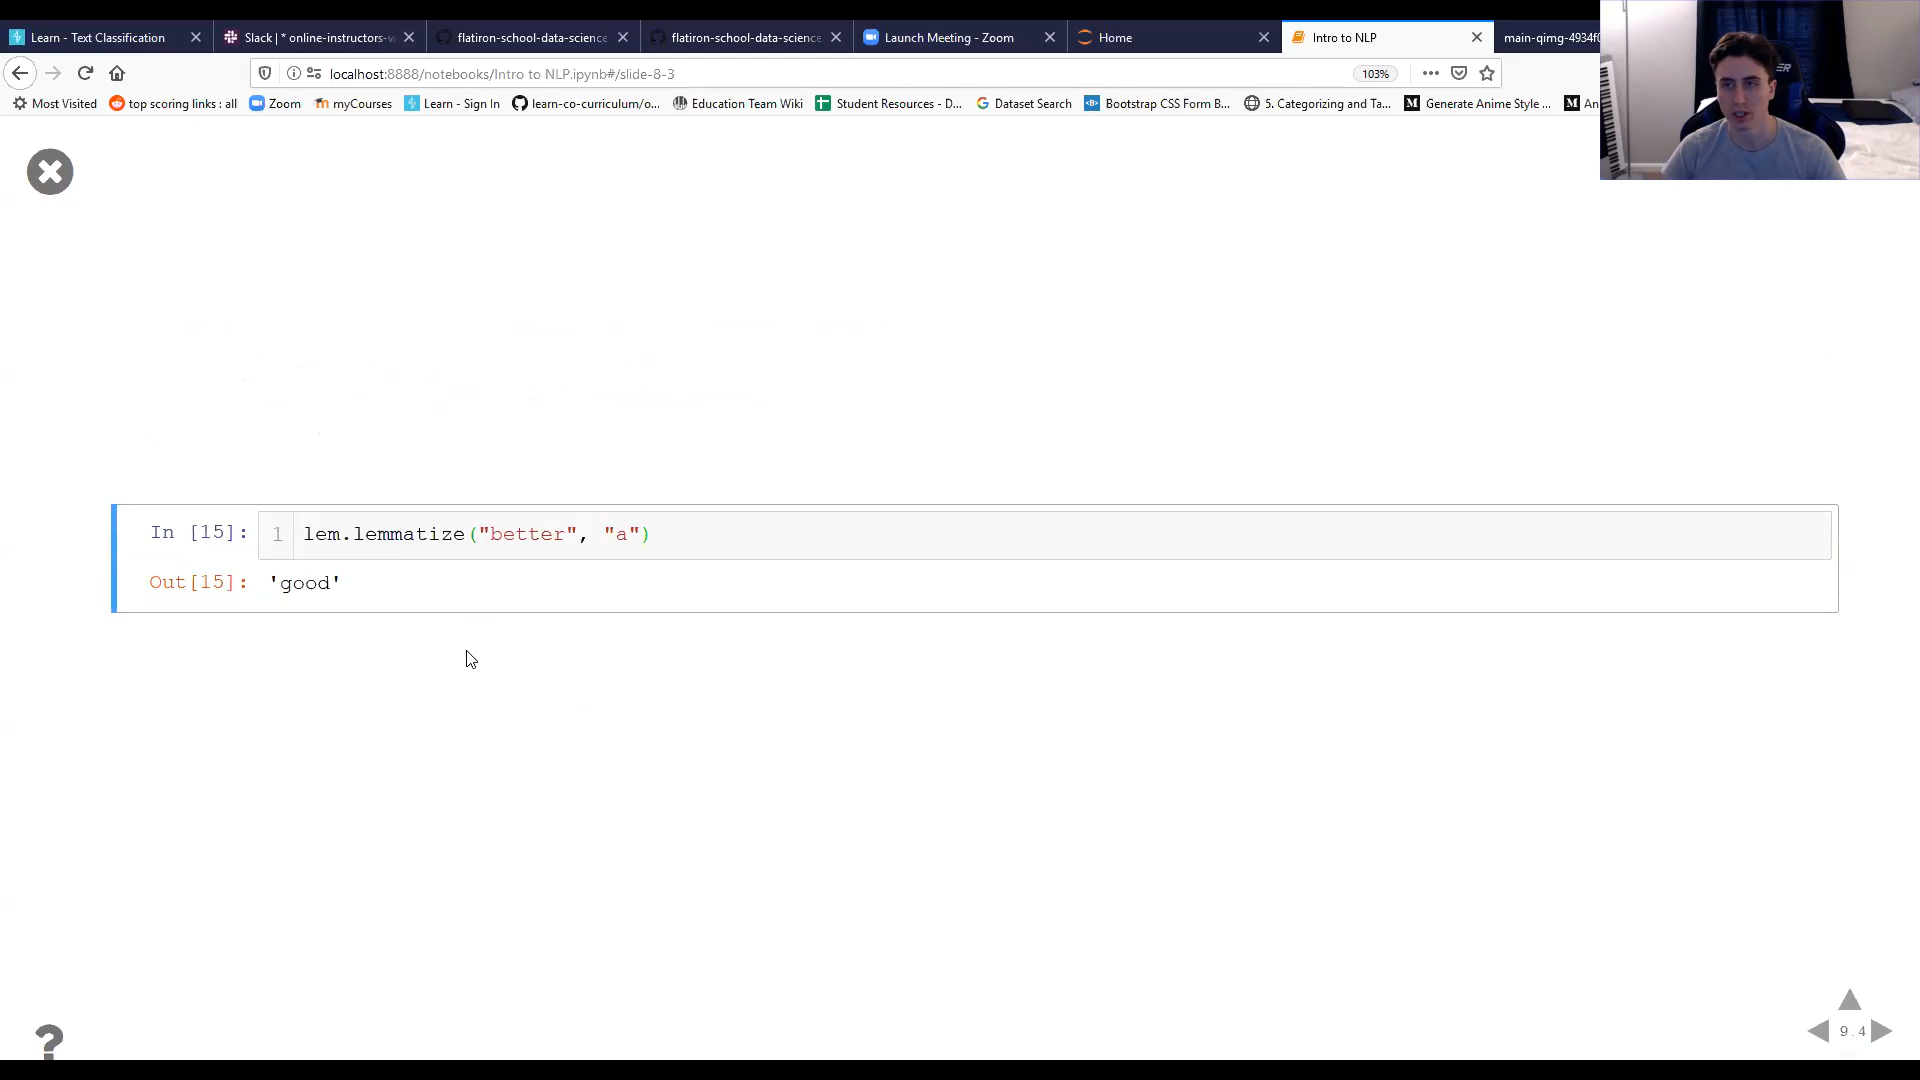 Learn - Text Classification
Slack | * online-instructors-
flatiron-school-data-science
flatiron-school-data-science
Launch Meeting - Zoom
Home
Intro to NLP
main-qimg-4934f
localhost:8888/notebooks/Intro to NLP.ipynb#/slide-8-3
103%
Most Visited
top scoring links : all
Zoom
myCourses
Learn - Sign In
learn-co-curriculum/o...
Education Team Wiki
Student Resources - D...
Dataset Search
Bootstrap CSS Form B...
5. Categorizing and Ta...
Generate Anime Style ...
An
In [15]:
1 lem.lemmatize("better", "a")
Out[15]: 'good'
?
9.4